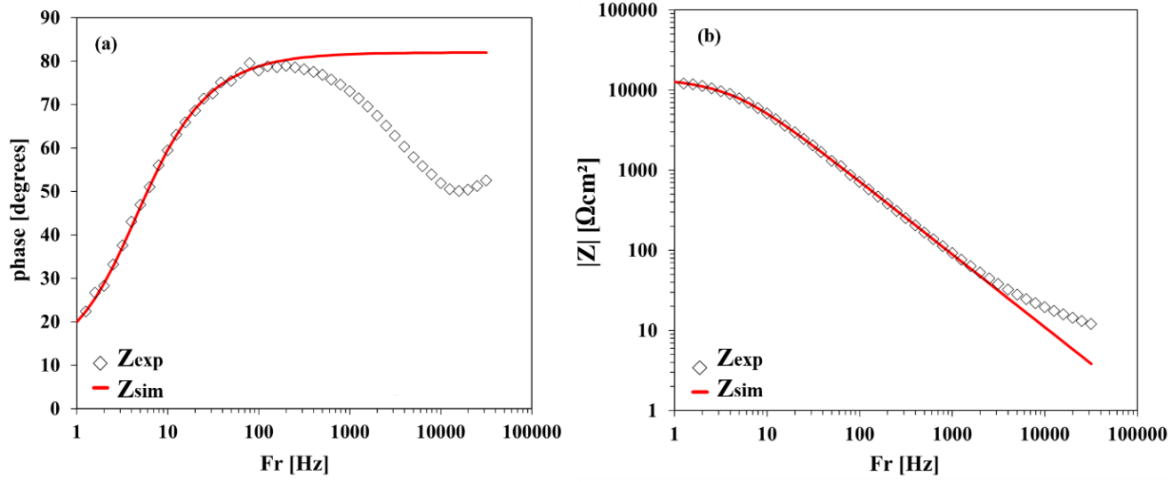 (a)
90
80
70
60
50
40
30
20
10
0
phase [degrees]
Zexp
Zsim
1 10 100 1000 10000 100000
Fr [Hz]
(b)
100000
10000
1000
100
10
1
|Z| [Ωcm²]
Zexp
Zsim
1 10 100 1000 10000 100000
Fr [Hz]